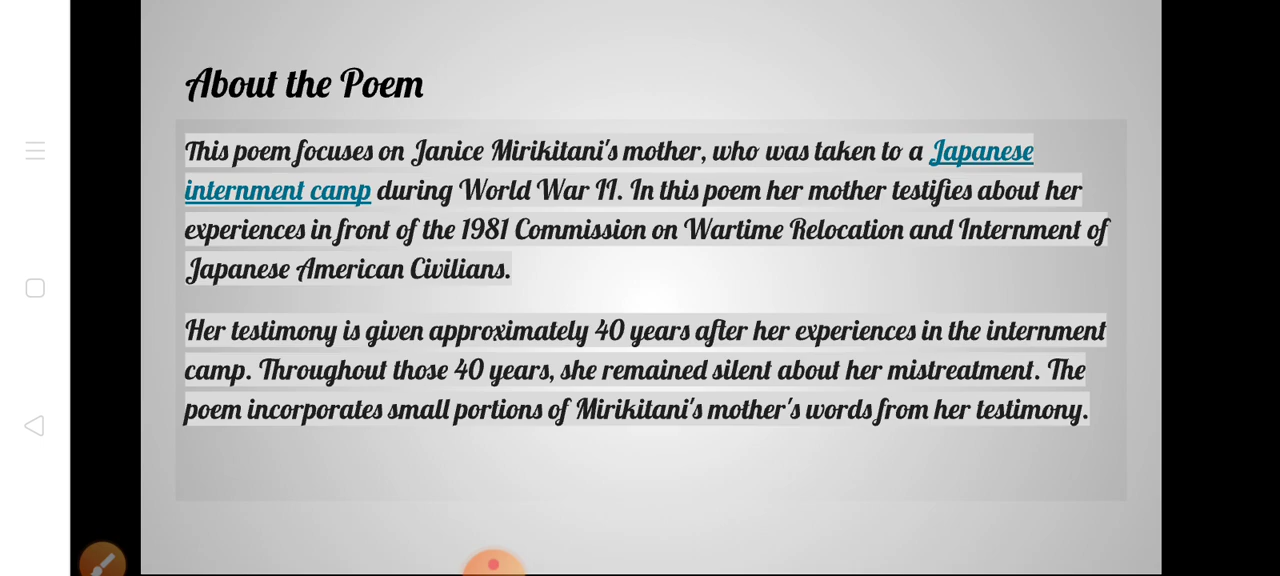 About the Poem
This poem focuses on Janice Mirikitani's mother, who was taken to a Japanese
internment camp during World War II. In this poem her mother testifies about her
experiences in front of the 1981 Commission on Wartime Relocation and Internment of
Japanese American Civilians.
Her testimony is given approximately 40 years after her experiences in the internment
camp. Throughout those 40 years, she remained silent about her mistreatment. The
poem incorporates small portions of Mirikitani's mother's words from her testimony.